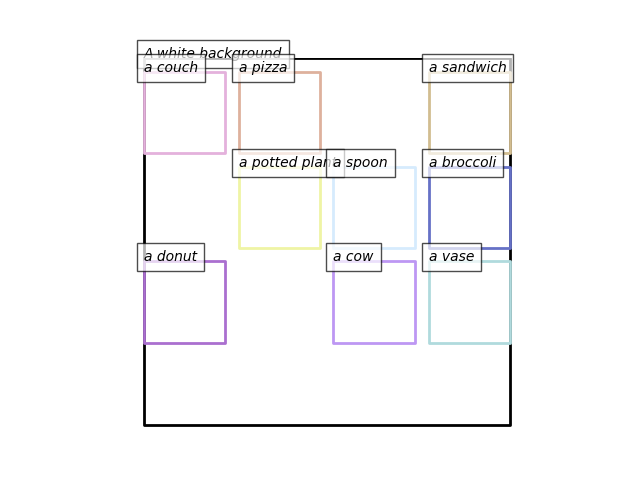 A white background
a couch
a pizza
a sandwich
a potted plant
a spoon
a broccoli
a donut
a cow
a vase